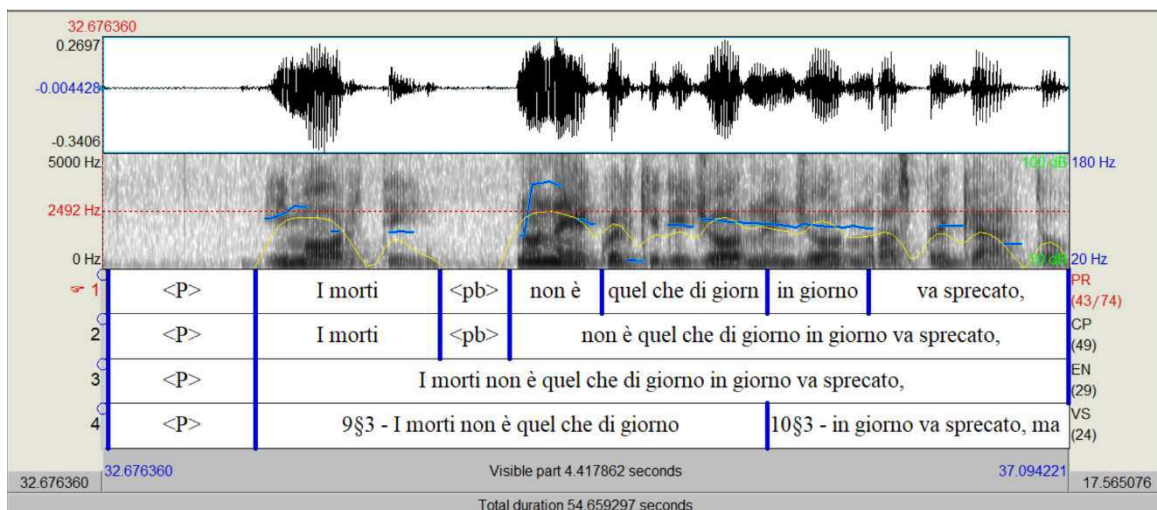 32.676360
0.2697
-0.004428
-0.3406
5000 Hz 100 dB 180 Hz
2492 Hz
0 Hz 50 dB 20 Hz
1 <P> I morti <pb> non è quel che di giorn in giorno va sprecato, PR (43/74)
2 <P> I morti <pb> non è quel che di giorno in giorno va sprecato, CP (49)
3 <P> I morti non è quel che di giorno in giorno va sprecato, EN (29)
4 <P> 9§3 - I morti non è quel che di giorno 10§3 - in giorno va sprecato, ma VS (24)
32.676360 32.676360 Visible part 4.417862 seconds 37.094221 17.565076
Total duration 54.659297 seconds